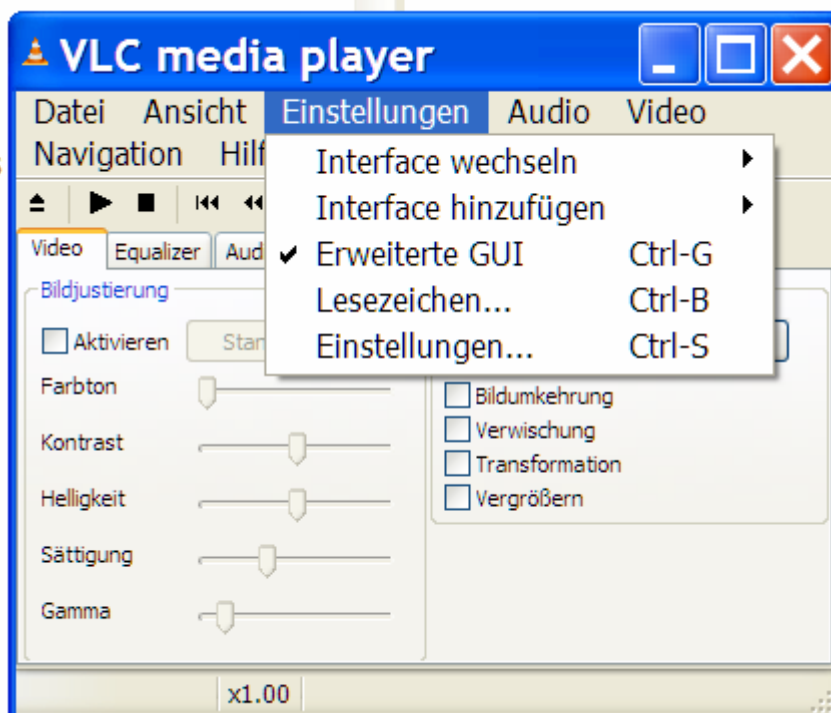 VLC media player
Datei Ansicht Einstellungen Audio Video
Navigation
Interface wechseln
Interface hinzufügen
Erweiterte GUI Ctrl-G
Lesezeichen... Ctrl-B
Einstellungen... Ctrl-S
Video Equalizer
Bildjustierung
Aktivieren
Farbton
Kontrast
Helligkeit
Sättigung
Gamma
Bildumkehrung
Verwischung
Transformation
Vergrößern
x1.00